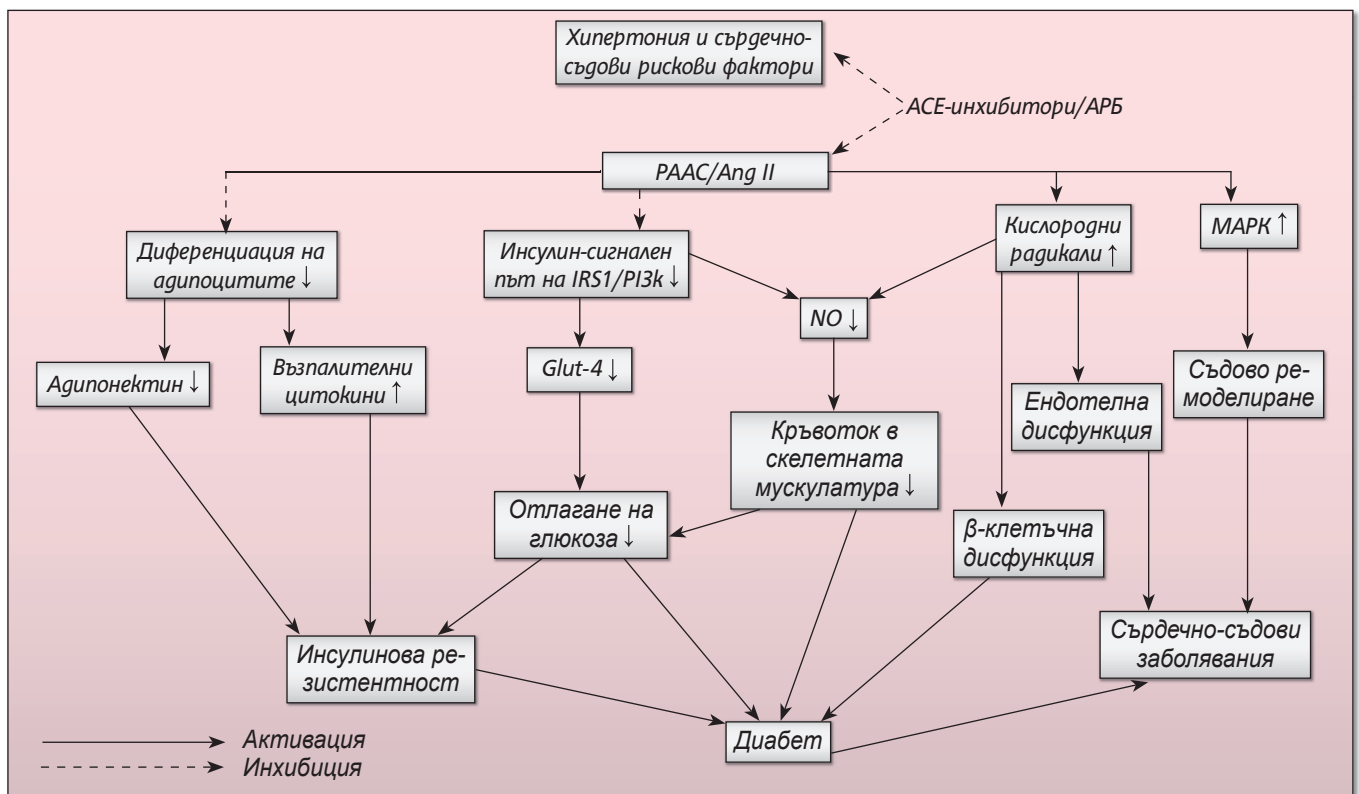 Хипертония и сърдечно-
съдови рискови фактори
ACE-инхибитори/АРБ
РААС/Ang II
Диференциация на
адипоцитите ↓
Инсулин-сигнален
път на IRS1/PI3k ↓
Кислородни
радикали ↑
МАРК ↑
NO ↓
Адипонектин ↓
Възпалителни
цитокини ↑
Glut-4 ↓
Ендотелна
дисфункция
Съдово ре-
моделиране
Кръвоток в
скелетната
мускулатура ↓
Отлагане на
глюкоза ↓
β-клетъчна
дисфункция
Инсулинова ре-
зистентност
Сърдечно-съдови
заболявания
Диабет
Активация
Инхибиция